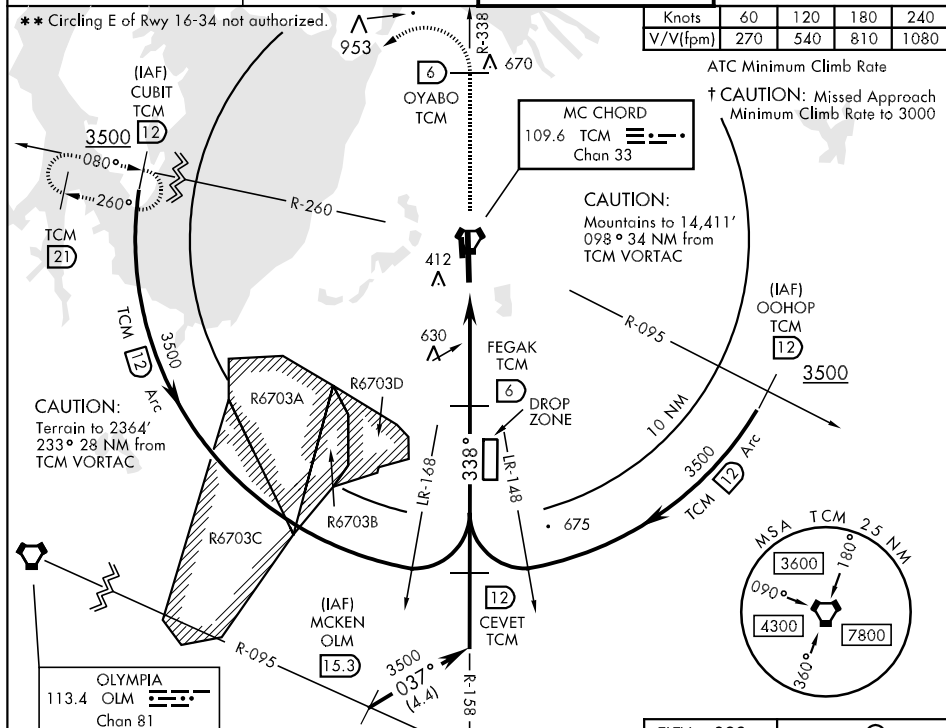 ** Circling E of Rwy 16-34 not authorized.
Knots 60 120 180 240
V/V(fpm) 270 540 810 1080
ATC Minimum Climb Rate
† CAUTION: Missed Approach
Minimum Climb Rate to 3000
953
R-338
670
6
OYABO
TCM
(IAF)
CUBIT
TCM
12
3500
080°
260°
R-260
TCM
21
MC CHORD
109.6 TCM
Chan 33
CAUTION:
Mountains to 14,411'
098° 34 NM from
TCM VORTAC
412
630
R-095
(IAF)
OOHOP
TCM
12
3500
TCM 12 Arc
3500
FEGAK
TCM
6
DROP
ZONE
R6703A
R6703D
CAUTION:
Terrain to 2364'
233° 28 NM from
TCM VORTAC
10 NM
3500
TCM 12 Arc
LR-168
338°
LR-148
R6703B
R6703C
675
MSA TCM 25 NM
180°
3600
090°
4300
7800
360°
12
CEVET
TCM
(IAF)
MCKEN
OLM
15.3
R-095
3500
037°
(4.4)
R-158
OLYMPIA
113.4 OLM
Chan 81